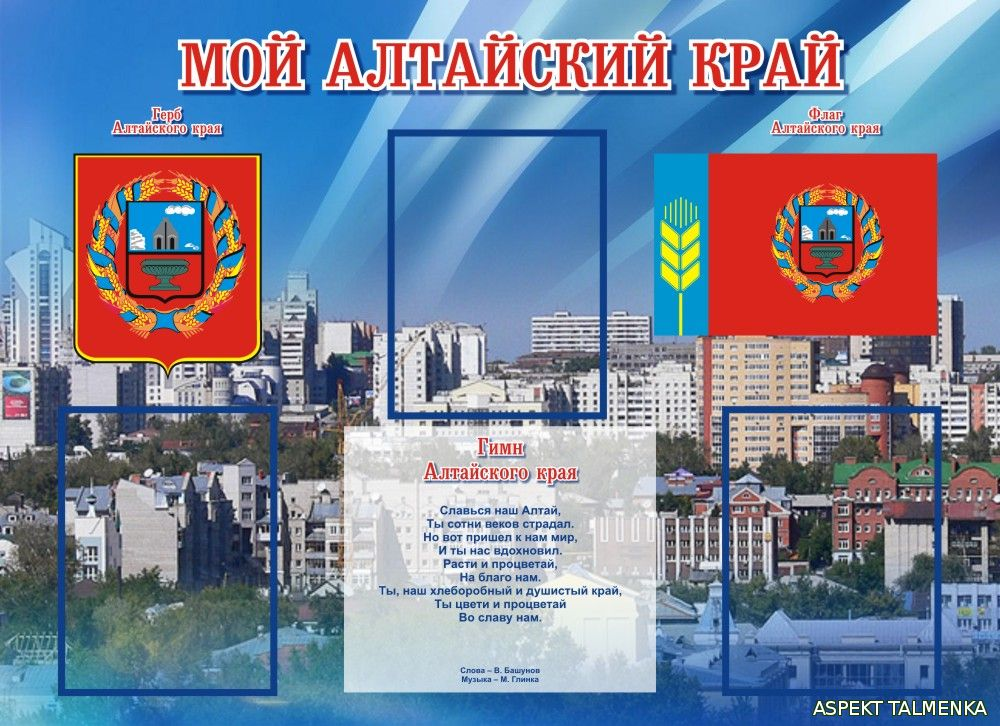 МОЙ АЛТАЙСКИЙ КРАЙ
Герб
Алтайского края
Флаг
Алтайского края
Гимн
Алтайского края
Славься наш Алтай,
Ты сотни веков страдал.
Но вот пришел к нам мир,
И ты нас вдохновил.
Расти и процветай,
На благо нам.
Ты, наш хлеборобный и душистый край,
Ты цвети и процветай
Во славу нам.
Слова – В. Башунов
Музыка – М. Глинка
ASPEKT TALMENKA